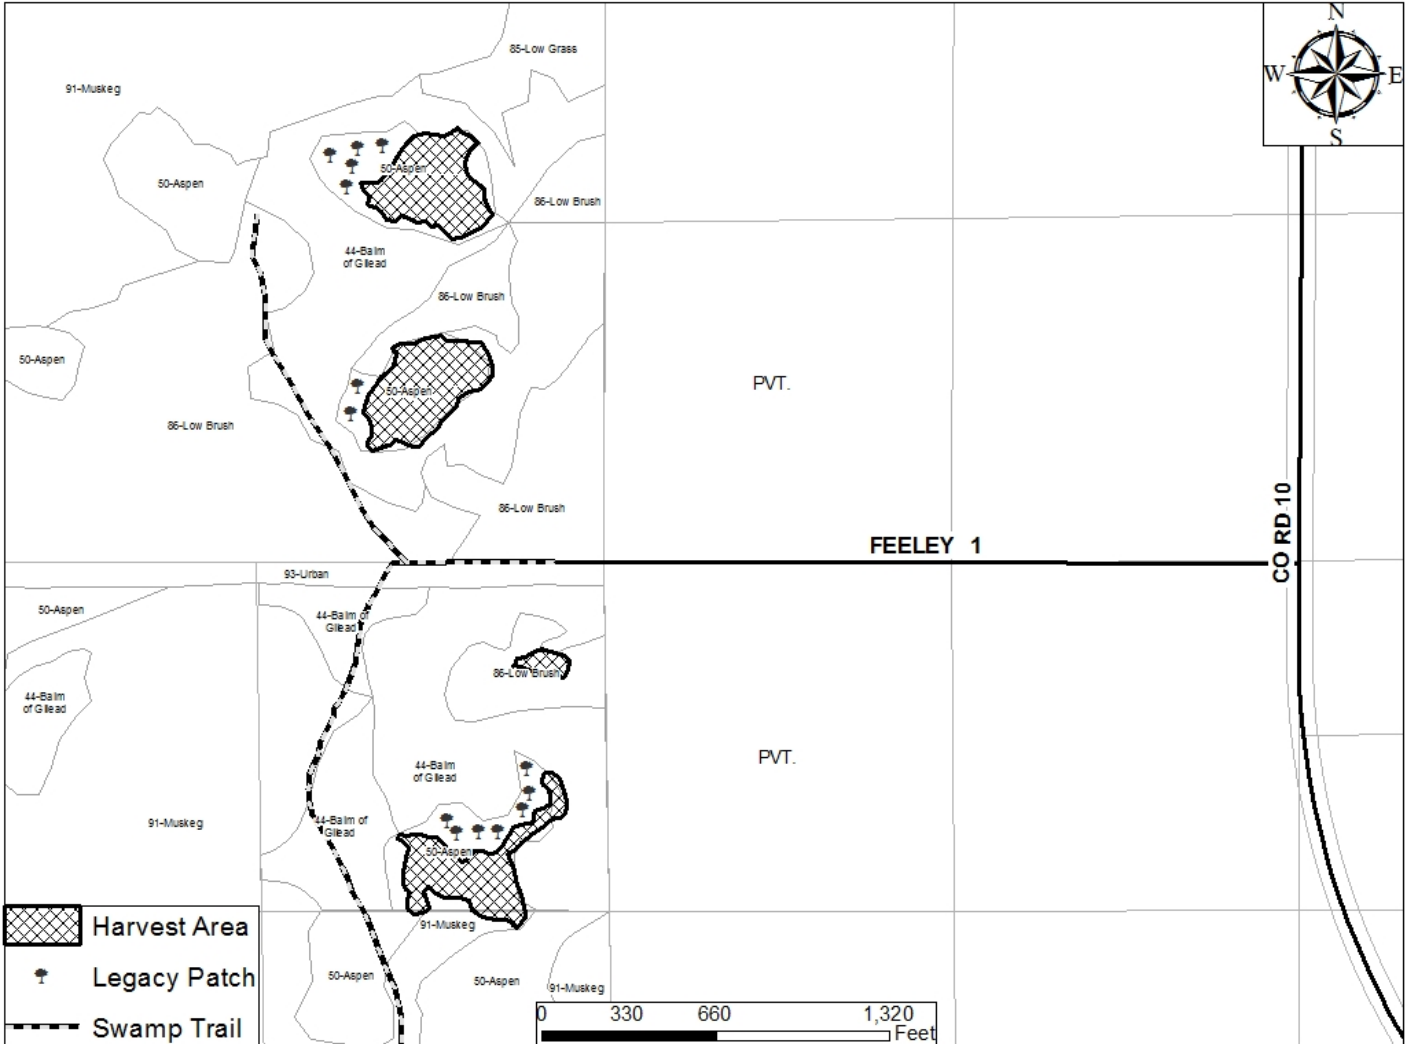 N
85-Low Grass
W
E
91-Muskeg
S
50-Aspen
50-Aspen
86-Low Brush
44-Balm
of Gilead
86-Low Brush
50-Aspen
PVT.
50-Aspen
86-Low Brush
86-Low Brush
CO RD 10
FEELEY 1
93-Urban
50-Aspen
44-Balm of
Gilead
86-Low Brush
44-Balm
of Gilead
PVT.
44-Balm
of Gilead
91-Muskeg
44-Balm of
Gilead
50-Aspen
91-Muskeg
50-Aspen
50-Aspen
91-Muskeg
Harvest Area
Legacy Patch
Swamp Trail
0 330 660 1,320
Feet